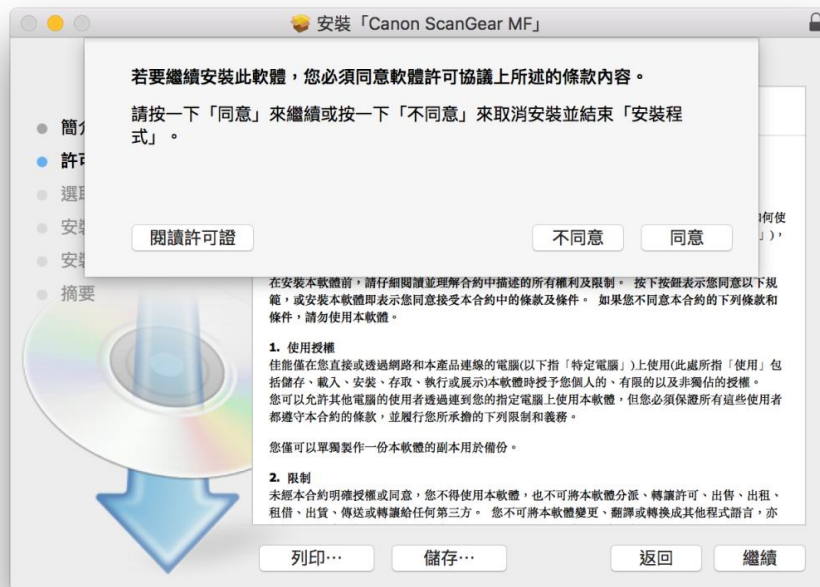 安裝「Canon ScanGear MF」
若要繼續安裝此軟體，您必須同意軟體許可協議上所述的條款內容。
請按一下「同意」來繼續或按一下「不同意」來取消安裝並結束「安裝程
式」。
閱讀許可證
不同意
同意
簡
許
選
安
安
摘要
何使
」)，
在安裝本軟體前，請仔細閱讀並理解合約中描述的所有權利及限制。 按下按鈕表示您同意以下規
範，或安裝本軟體即表示您同意接受本合約中的條款及條件。 如果您不同意本合約的下列條款和
條件，請勿使用本軟體。
1. 使用授權
佳能僅在您直接或透過網路和本產品連線的電腦(以下指「特定電腦」)上使用(此處所指「使用」包
括儲存、載入、安裝、存取、執行或展示)本軟體時授予您個人的、有限的以及非獨佔的授權。
您可以允許其他電腦的使用者透過連到您的指定電腦上使用本軟體，但您必須保證所有這些使用者
都遵守本合約的條款，並履行您所承擔的下列限制和義務。
您僅可以單獨製作一份本軟體的副本用於備份。
2. 限制
未經本合約明確授權或同意，您不得使用本軟體，也不可將本軟體分派、轉讓許可、出售、出租、
租借、出賃、傳送或轉讓給任何第三方。 您不可將本軟體變更、翻譯或轉換成其他程式語言，亦
列印…
儲存…
返回
繼續